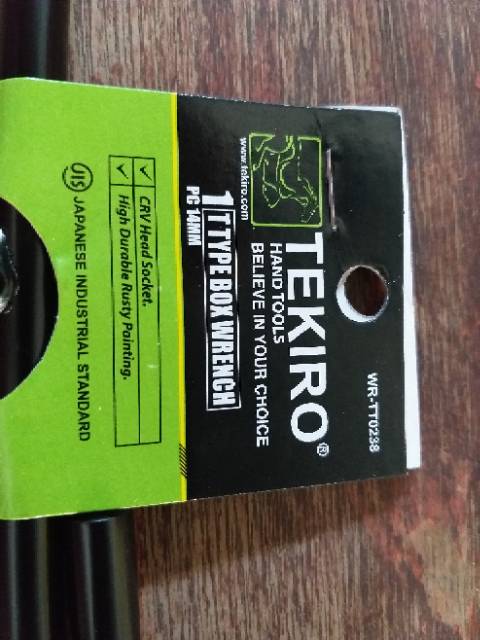 WR-TT0238
TEKIRO®
HAND TOOLS
BELIEVE IN YOUR CHOICE
www.tekiro.com
1 T TYPE BOX WRENCH
PC 14MM
CRV Head Socket.
High Durable Rusty Painting.
JIS JAPANESE INDUSTRIAL STANDARD